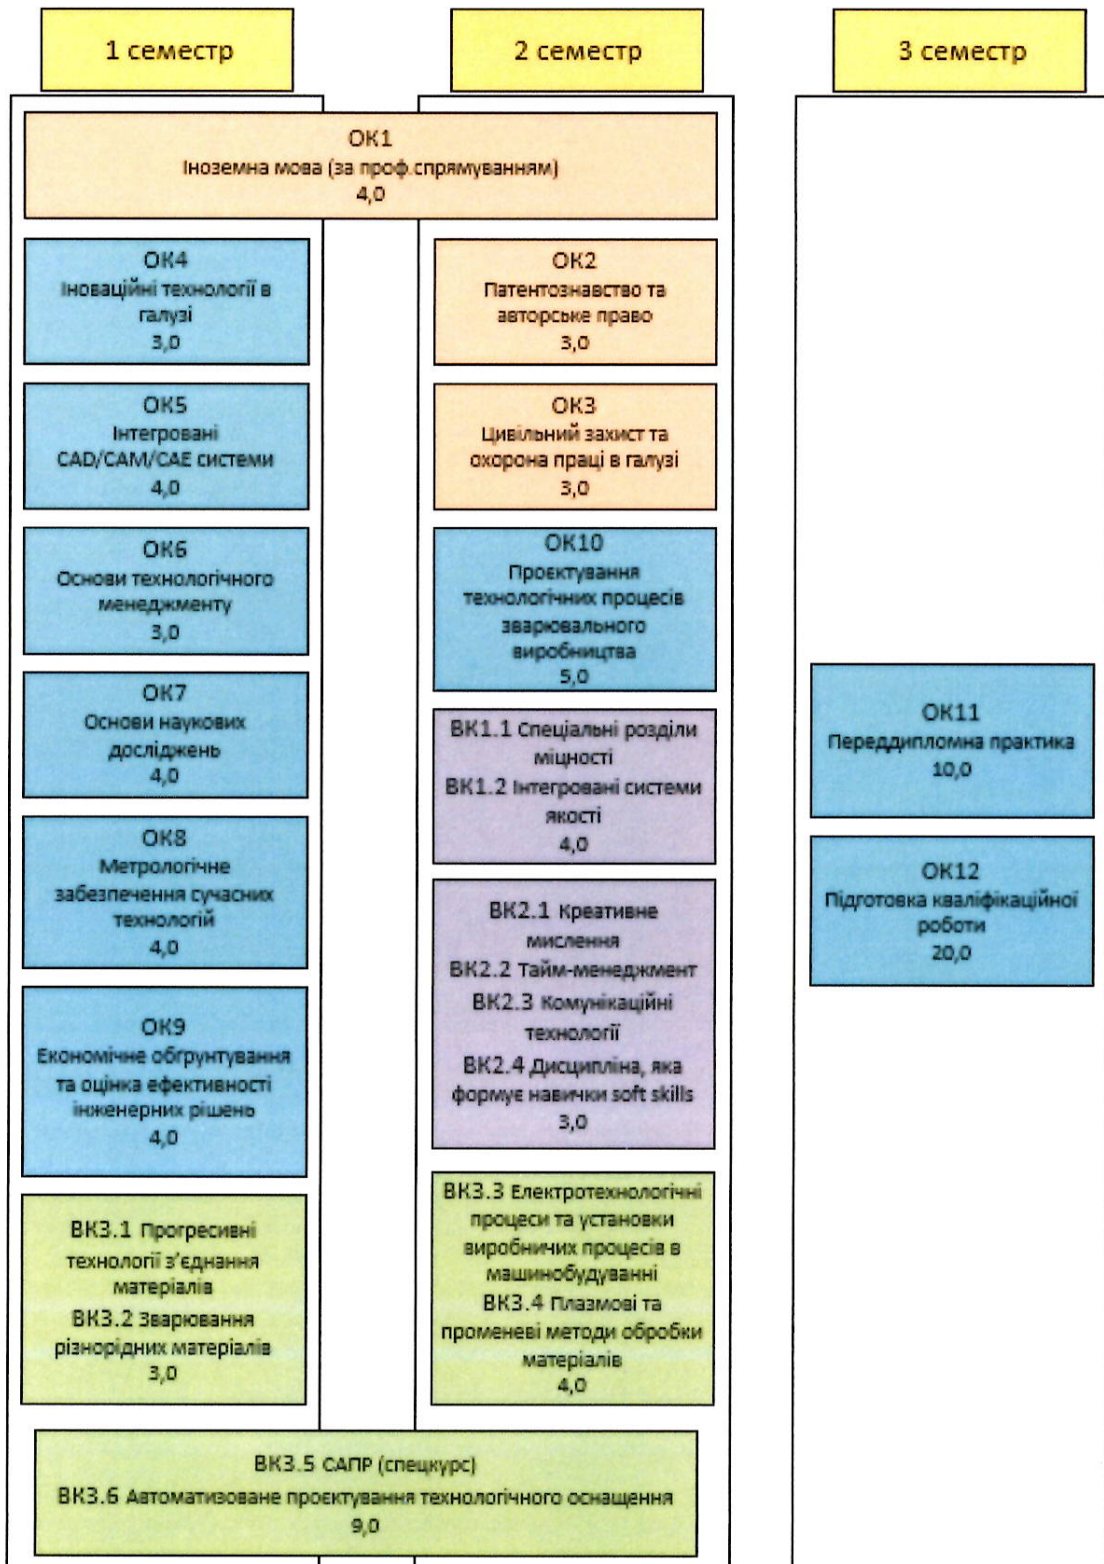 1 семестр
2 семестр
3 семестр
ОК1
Іноземна мова (за проф.спрямуванням)
4,0
ОК4
Іноваційні технології в
галузі
3,0
ОК5
Інтегровані
CAD/CAM/CAE системи
4,0
ОК6
Основи технологічного
менеджменту
3,0
ОК7
Основи наукових
досліджень
4,0
ОК8
Метрологічне
забезпечення сучасних
технологій
4,0
ОК9
Економічне обґрунтування
та оцінка ефективності
інженерних рішень
4,0
ВК3.1 Прогресивні
технології з’єднання
матеріалів
ВК3.2 Зварювання
різнорідних матеріалів
3,0
ОК2
Патентознавство та
авторське право
3,0
ОК3
Цивільний захист та
охорона праці в галузі
3,0
ОК10
Проєктування
технологічних процесів
зварювального
виробництва
5,0
ВК1.1 Спеціальні розділи
міцності
ВК1.2 Інтегровані системи
якості
4,0
ВК2.1 Креативне
мислення
ВК2.2 Тайм-менеджмент
ВК2.3 Комунікаційні
технології
ВК2.4 Дисципліна, яка
формує навички soft skills
3,0
ВК3.3 Електротехнологічні
процеси та установки
виробничих процесів в
машинобудуванні
ВК3.4 Плазмові та
променеві методи обробки
матеріалів
4,0
ВК3.5 САПР (спецкурс)
ВК3.6 Автоматизоване проєктування технологічного оснащення
9,0
ОК11
Переддипломна практика
10,0
ОК12
Підготовка кваліфікаційної
роботи
20,0